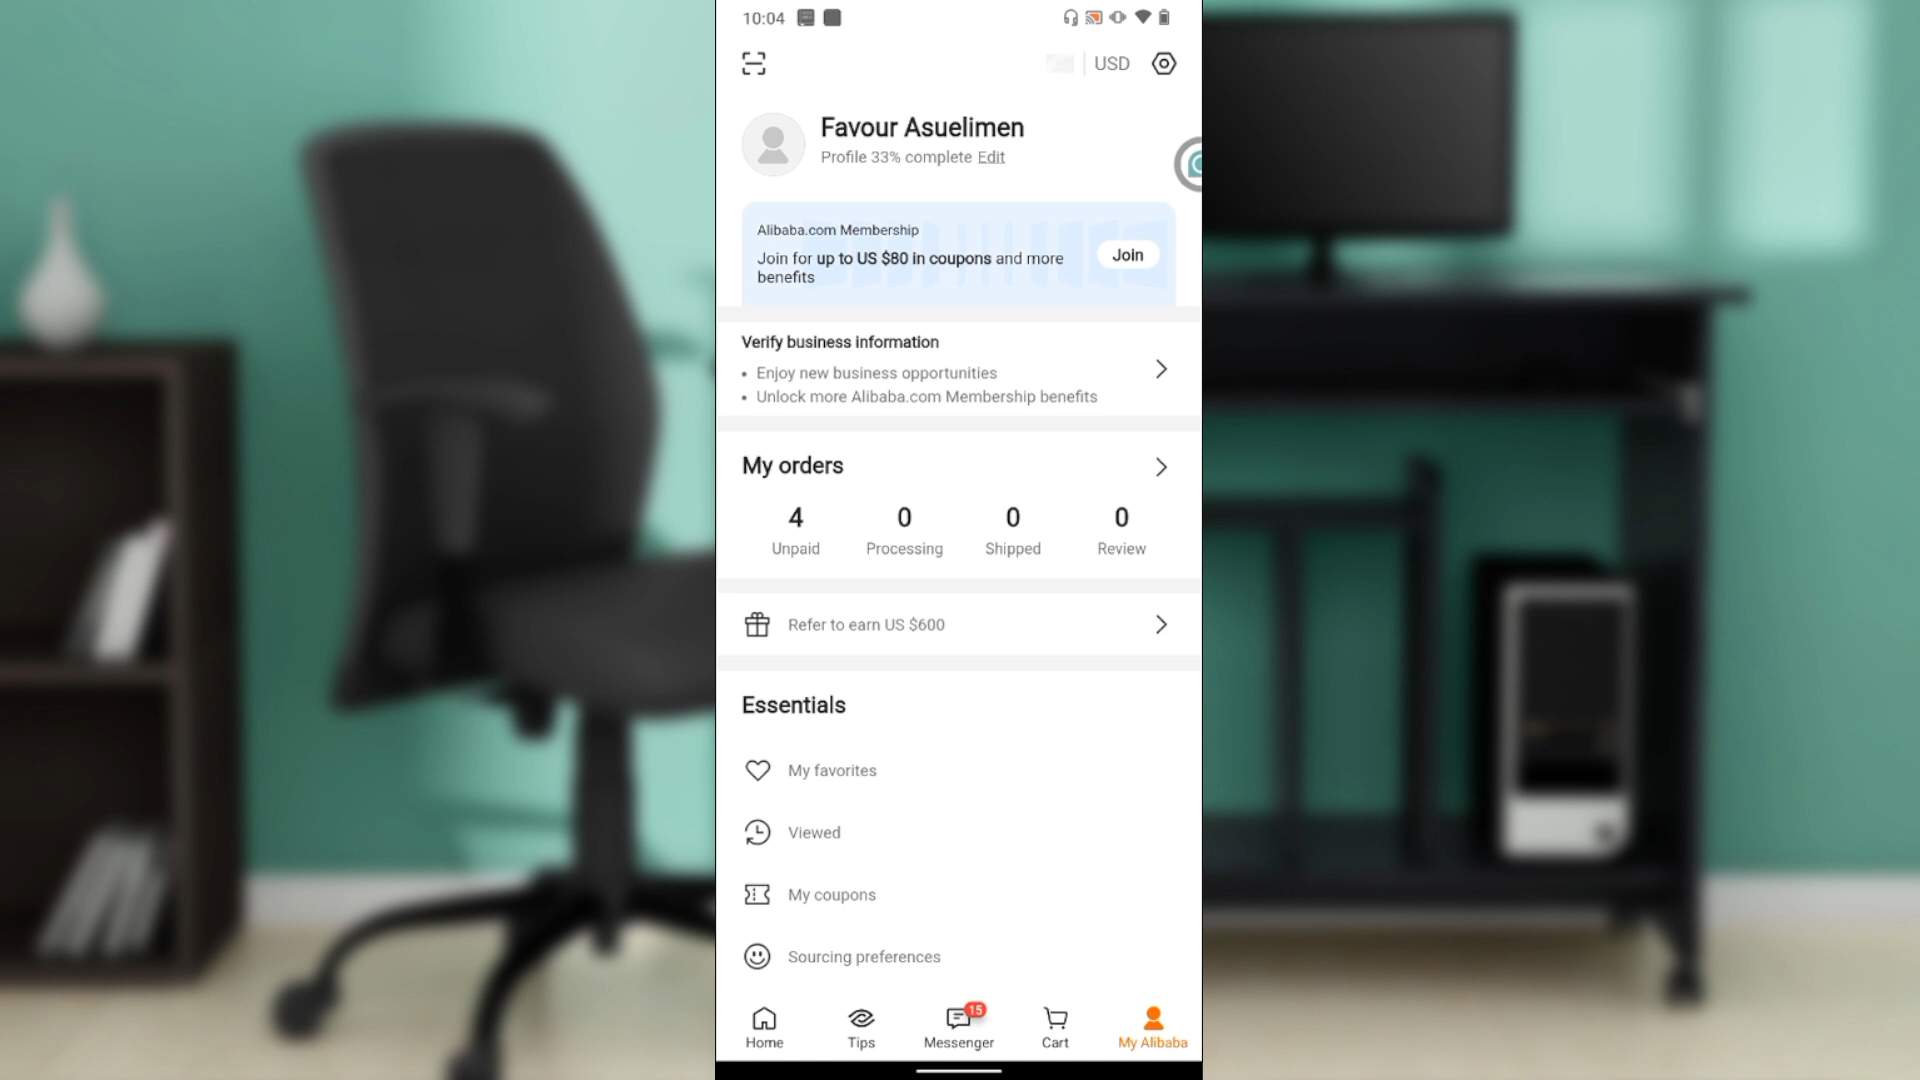 10:04
USD
Favour Asuelimen
Profile 33% complete Edit
Alibaba.com Membership
Join for up to US $80 in coupons and more
benefits
Join
Verify business information
• Enjoy new business opportunities
• Unlock more Alibaba.com Membership benefits
My orders
4 0 0 0
Unpaid Processing Shipped Review
Refer to earn US $600
Essentials
My favorites
Viewed
My coupons
Sourcing preferences
15
Home Tips Messenger Cart My Alibaba